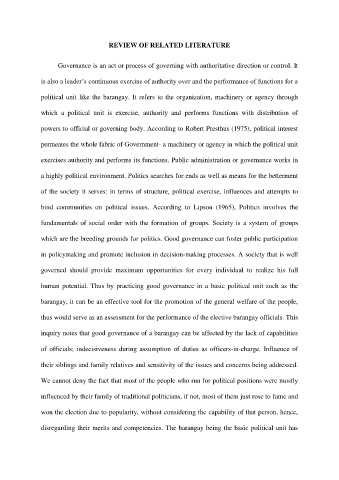 REVIEW OF RELATED LITERATURE
Governance is an act or process of governing with authoritative direction or control. It
is also a leader's continuous exercise of authority over and the performance of functions for a
political unit like the barangay. It refers to the organization, machinery or agency through
which a political unit is exercise, authority and performs functions with distribution of
powers to official or governing body. According to Robert Presthus (1975), political interest
permeates the whole fabric of Government- a machinery or agency in which the political unit
exercises authority and performs its functions. Public administration or governance works in
a highly political environment. Politics searches for ends as well as means for the betterment
of the society it serves: in terms of structure, political exercise, influences and attempts to
bind communities on political issues. According to Lipson (1965), Politics involves the
fundamentals of social order with the formation of groups. Society is a system of groups
which are the breeding grounds for politics. Good governance can foster public participation
in policymaking and promote inclusion in decision-making processes. A society that is well
governed should provide maximum opportunities for every individual to realize his full
human potential. Thus by practicing good governance in a basic political unit such as the
barangay, it can be an effective tool for the promotion of the general welfare of the people,
thus would serve as an assessment for the performance of the elective barangay officials. This
inquiry notes that good governance of a barangay can be affected by the lack of capabilities
of officials; indecisiveness during assumption of duties as officers-in-charge. Influence of
their siblings and family relatives and sensitivity of the issues and concerns being addressed.
We cannot deny the fact that most of the people who run for political positions were mostly
influenced by their family of traditional politicians, if not, most of them just rose to fame and
won the election due to popularity, without considering the capability of that person, hence,
disregarding their merits and competencies. The barangay being the basic political unit has